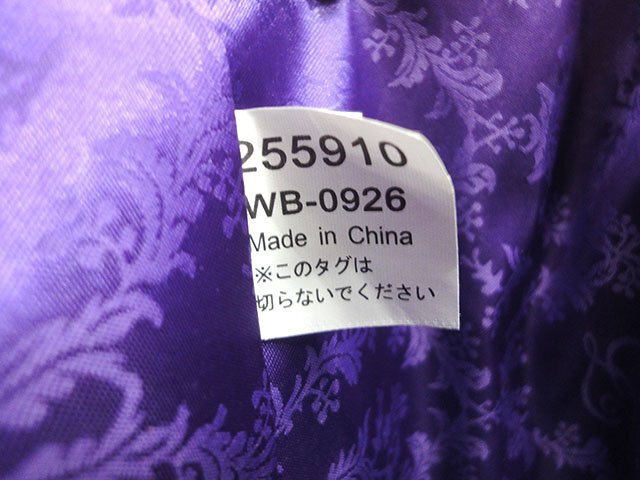 255910
WB-0926
Made in China
※このタグは
切らないでください